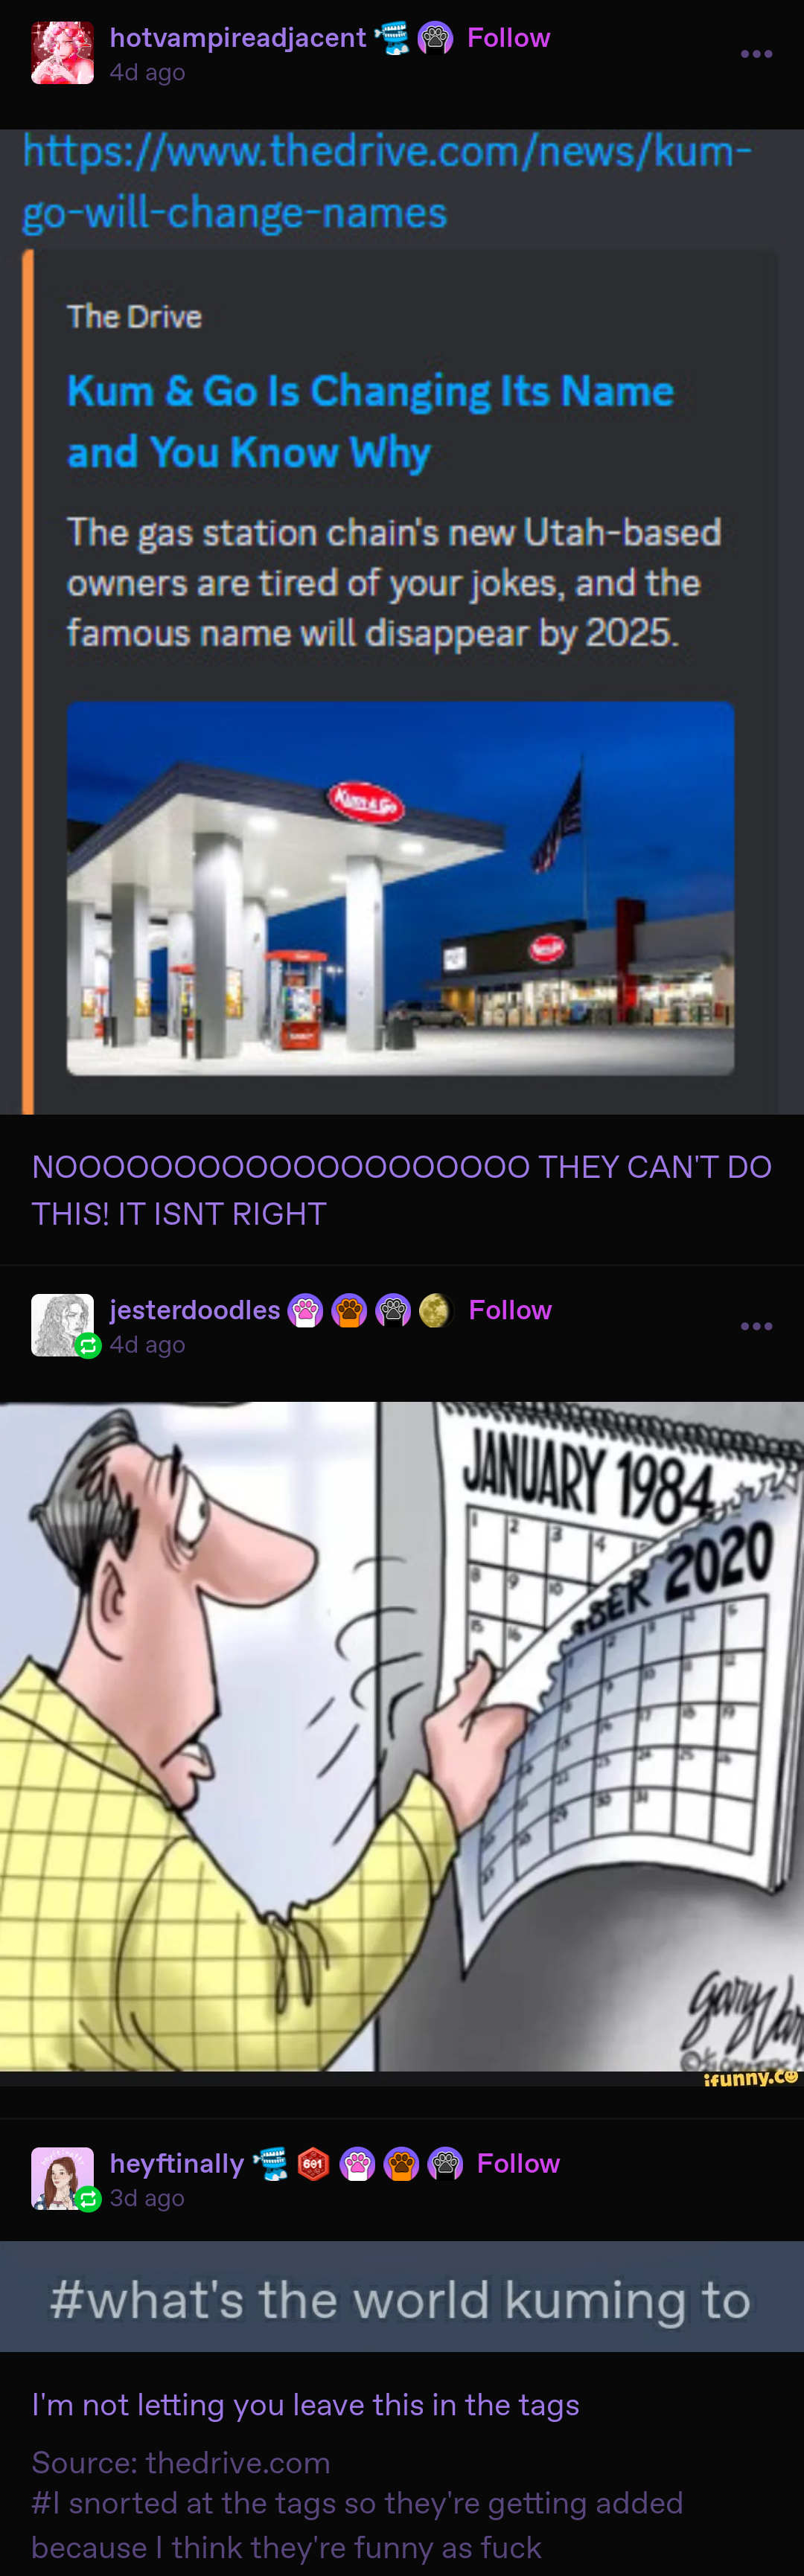 hotvampireadjacent Follow
4d ago
https://www.thedrive.com/news/kum-
go-will-change-names
The Drive
Kum & Go Is Changing Its Name
and You Know Why
The gas station chain's new Utah-based
owners are tired of your jokes, and the
famous name will disappear by 2025.
Kum & Go
NOOOOOOOOOOOOOOOOOOOO THEY CAN'T DO
THIS! IT ISNT RIGHT
jesterdoodles Follow
4d ago
JANUARY 1984
BER 2020
ifunny.co
heyftinally 601 Follow
3d ago
#what's the world kuming to
I'm not letting you leave this in the tags
Source: thedrive.com
#I snorted at the tags so they're getting added
because I think they're funny as fuck